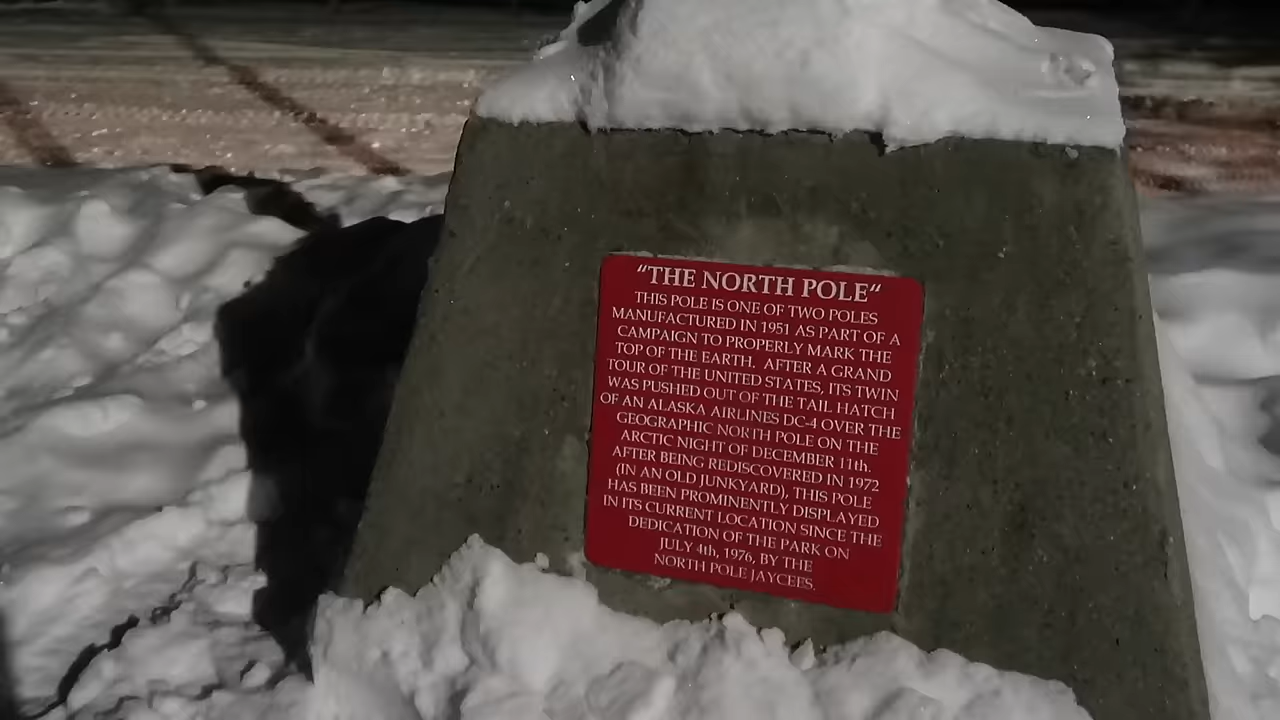 "THE NORTH POLE"
THIS POLE IS ONE OF TWO POLES
MANUFACTURED IN 1951 AS PART OF A
CAMPAIGN TO PROPERLY MARK THE
TOP OF THE EARTH. AFTER A GRAND
TOUR OF THE UNITED STATES, ITS TWIN
WAS PUSHED OUT OF THE TAIL HATCH
OF AN ALASKA AIRLINES DC-4 OVER THE
GEOGRAPHIC NORTH POLE ON THE
ARCTIC NIGHT OF DECEMBER 11th.
AFTER BEING REDISCOVERED IN 1972
(IN AN OLD JUNKYARD), THIS POLE
HAS BEEN PROMINENTLY DISPLAYED
IN ITS CURRENT LOCATION SINCE THE
DEDICATION OF THE PARK ON
JULY 4th, 1976, BY THE
NORTH POLE JAYCEES.